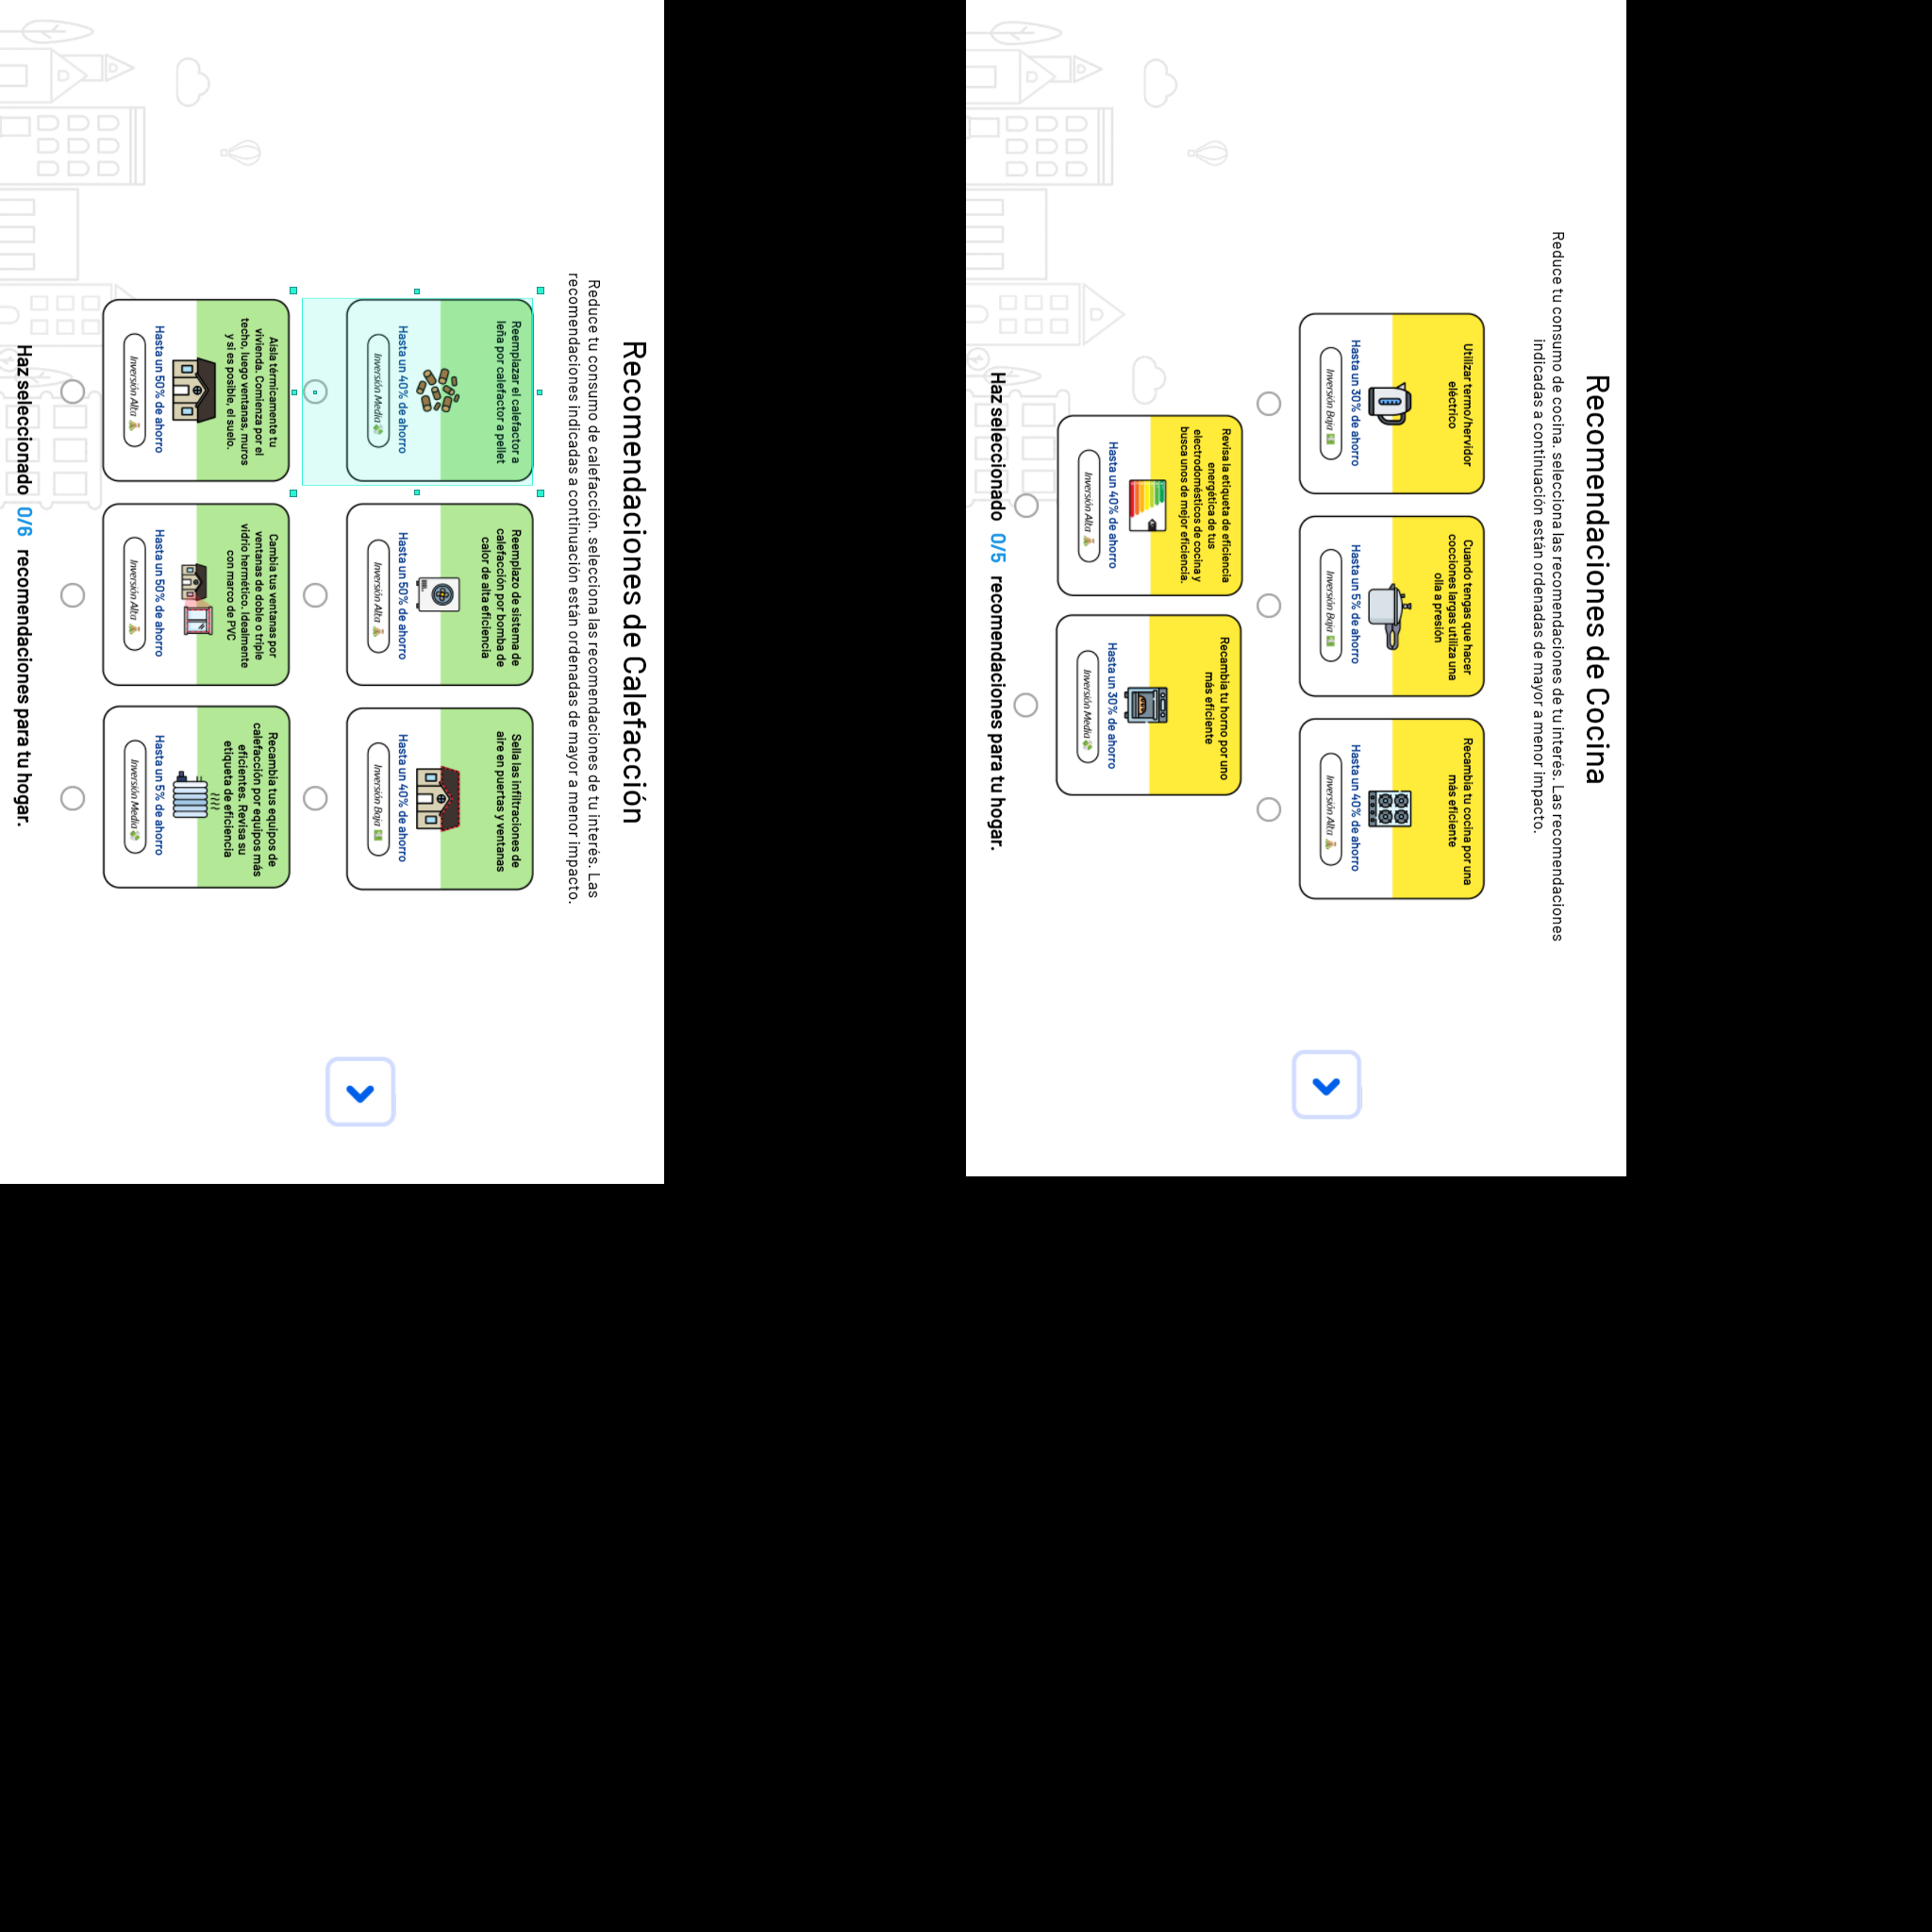 Recomendaciones de Calefacción
Reduce tu consumo de calefacción. selecciona las recomendaciones de tu interés. Las
recomendaciones indicadas a continuación están ordenadas de mayor a menor impacto.
Reemplazar el calefactor a
leña por calefactor a pellet
Hasta un 40% de ahorro
Inversión Media
Reemplazo de sistema de
calefacción por bomba de
calor de alta eficiencia
Hasta un 50% de ahorro
Inversión Alta
Sella las infiltraciones de
aire en puertas y ventanas
Hasta un 40% de ahorro
Inversión Baja
Aisla térmicamente tu
vivienda. Comienza por el
techo, luego ventanas, muros
y si es posible, el suelo.
Hasta un 50% de ahorro
Inversión Alta
Cambia tus ventanas por
ventanas de doble o triple
vidrio hermético. Idealmente
con marco de PVC
Hasta un 50% de ahorro
Inversión Alta
Recambia tus equipos de
calefacción por equipos más
eficientes. Revisa su
etiqueta de eficiencia
Hasta un 5% de ahorro
Inversión Media
Haz seleccionado 0/6 recomendaciones para tu hogar.
Recomendaciones de Cocina
Reduce tu consumo de cocina. selecciona las recomendaciones de tu interés. Las recomendaciones
indicadas a continuación están ordenadas de mayor a menor impacto.
Utilizar termo/hervidor
eléctrico
Hasta un 30% de ahorro
Inversión Baja
Cuando tengas que hacer
cocciones largas utiliza una
olla a presión
Hasta un 5% de ahorro
Inversión Baja
Recambia tu cocina por una
más eficiente
Hasta un 40% de ahorro
Inversión Alta
Revisa la etiqueta de eficiencia
energética de tus
electrodomésticos de cocina y
busca unos de mejor eficiencia.
Hasta un 40% de ahorro
Inversión Alta
Recambia tu horno por uno
más eficiente
Hasta un 30% de ahorro
Inversión Media
Haz seleccionado 0/5 recomendaciones para tu hogar.